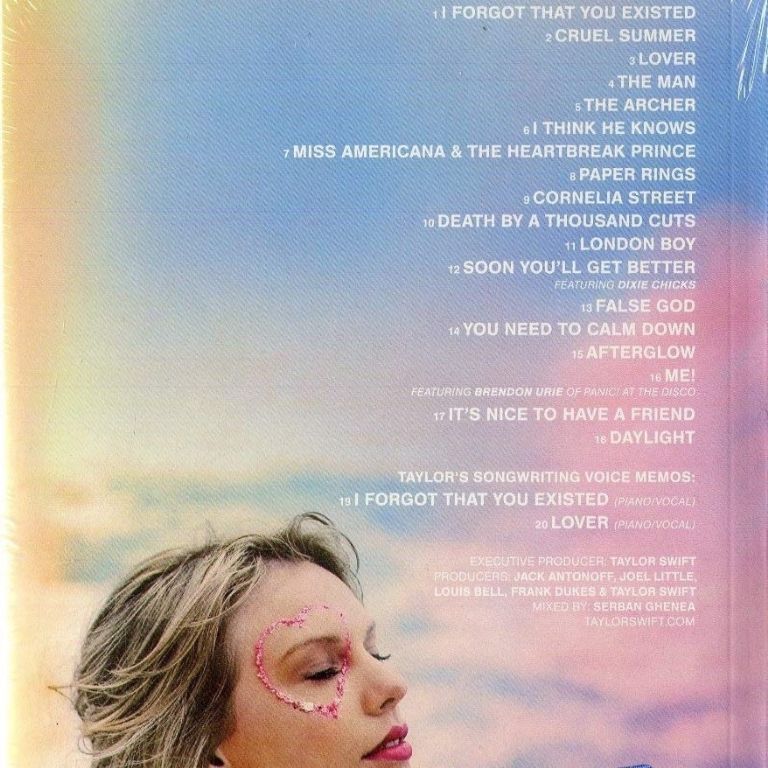 1 I FORGOT THAT YOU EXISTED
2 CRUEL SUMMER
3 LOVER
4 THE MAN
5 THE ARCHER
6 I THINK HE KNOWS
7 MISS AMERICANA & THE HEARTBREAK PRINCE
8 PAPER RINGS
9 CORNELIA STREET
10 DEATH BY A THOUSAND CUTS
11 LONDON BOY
12 SOON YOU'LL GET BETTER
FEATURING DIXIE CHICKS
13 FALSE GOD
14 YOU NEED TO CALM DOWN
15 AFTERGLOW
16 ME!
FEATURING BRENDON URIE OF PANIC! AT THE DISCO
17 IT'S NICE TO HAVE A FRIEND
18 DAYLIGHT
TAYLOR'S SONGWRITING VOICE MEMOS:
19 I FORGOT THAT YOU EXISTED (PIANO/VOCAL)
20 LOVER (PIANO/VOCAL)
EXECUTIVE PRODUCER: TAYLOR SWIFT
PRODUCERS: JACK ANTONOFF, JOEL LITTLE,
LOUIS BELL, FRANK DUKES & TAYLOR SWIFT
MIXED BY: SERBAN GHENEA
TAYLORSWIFT.COM